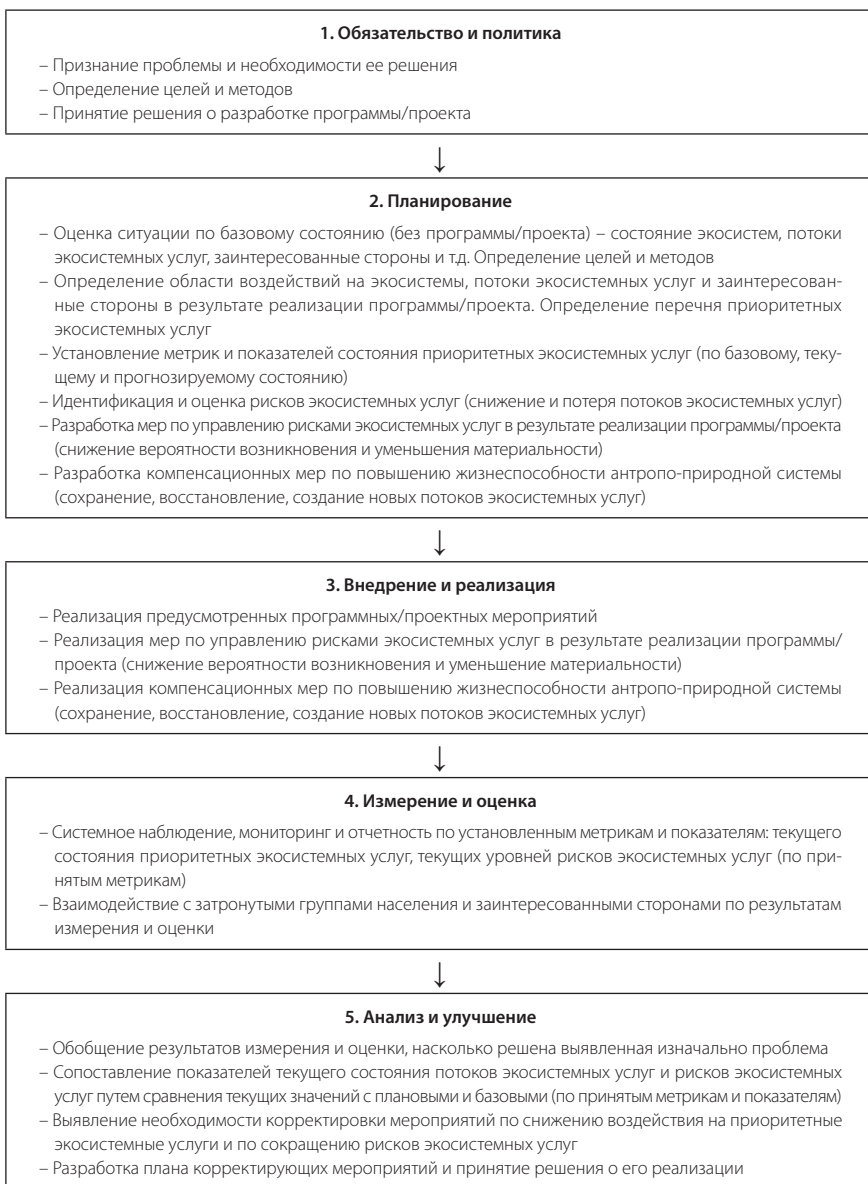 1. Обязательство и политика
– Признание проблемы и необходимости ее решения
– Определение целей и методов
– Принятие решения о разработке программы/проекта
↓
2. Планирование
– Оценка ситуации по базовому состоянию (без программы/проекта) – состояние экосистем, потоки
экосистемных услуг, заинтересованные стороны и т.д. Определение целей и методов
– Определение области воздействий на экосистемы, потоки экосистемных услуг и заинтересован-
ные стороны в результате реализации программы/проекта. Определение перечня приоритетных
экосистемных услуг
– Установление метрик и показателей состояния приоритетных экосистемных услуг (по базовому, теку-
щему и прогнозируемому состоянию)
– Идентификация и оценка рисков экосистемных услуг (снижение и потеря потоков экосистемных услуг)
– Разработка мер по управлению рисками экосистемных услуг в результате реализации программы/проекта
(снижение вероятности возникновения и уменьшения материальности)
– Разработка компенсационных мер по повышению жизнеспособности антропо-природной системы
(сохранение, восстановление, создание новых потоков экосистемных услуг)
↓
3. Внедрение и реализация
– Реализация предусмотренных программных/проектных мероприятий
– Реализация мер по управлению рисками экосистемных услуг в результате реализации программы/
проекта (снижение вероятности возникновения и уменьшение материальности)
– Реализация компенсационных мер по повышению жизнеспособности антропо-природной системы
(сохранение, восстановление, создание новых потоков экосистемных услуг)
↓
4. Измерение и оценка
– Системное наблюдение, мониторинг и отчетность по установленным метрикам и показателям: текущего
состояния приоритетных экосистемных услуг, текущих уровней рисков экосистемных услуг (по при-
нятым метрикам)
– Взаимодействие с затронутыми группами населения и заинтересованными сторонами по результатам
измерения и оценки
↓
5. Анализ и улучшение
– Обобщение результатов измерения и оценки, насколько решена выявленная изначально проблема
– Сопоставление показателей текущего состояния потоков экосистемных услуг и рисков экосистемных
услуг путем сравнения текущих значений с плановыми и базовыми (по принятым метрикам и показателям)
– Выявление необходимости корректировки мероприятий по снижению воздействия на приоритетные
экосистемные услуги и по сокращению рисков экосистемных услуг
– Разработка плана корректирующих мероприятий и принятие решения о его реализации